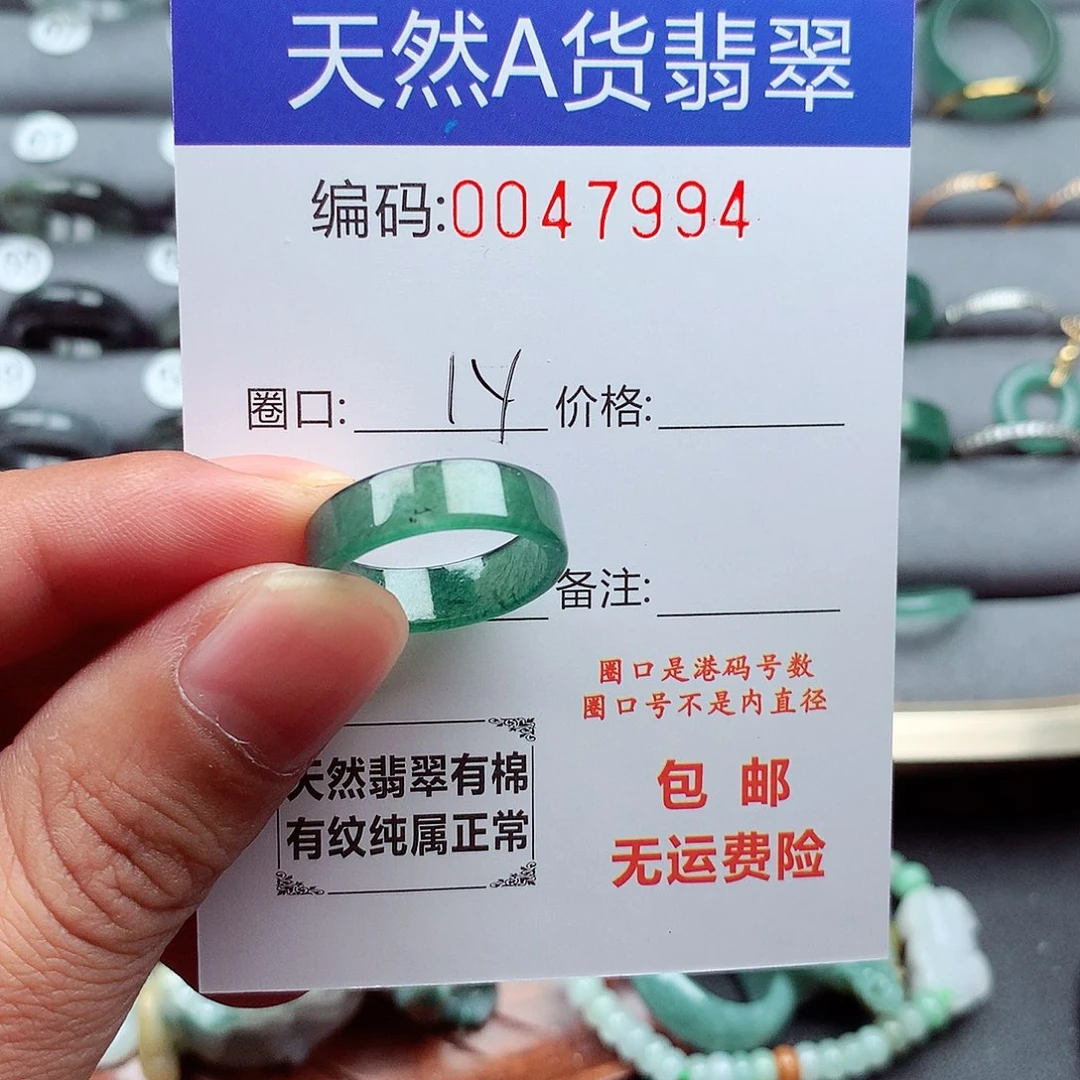 天然A货翡翠
编码:0047994
圈口: 14 价格:
备注:
圈口是港码号数
圈口号不是内直径
天然翡翠有棉
有纹纯属正常
包 邮
无运费险